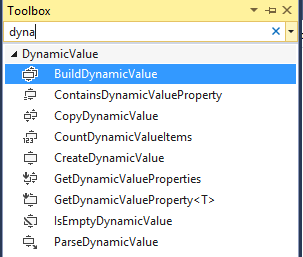 Toolbox
dyna
DynamicValue
BuildDynamicValue
ContainsDynamicValueProperty
CopyDynamicValue
CountDynamicValueItems
CreateDynamicValue
GetDynamicValueProperties
GetDynamicValueProperty<T>
IsEmptyDynamicValue
ParseDynamicValue